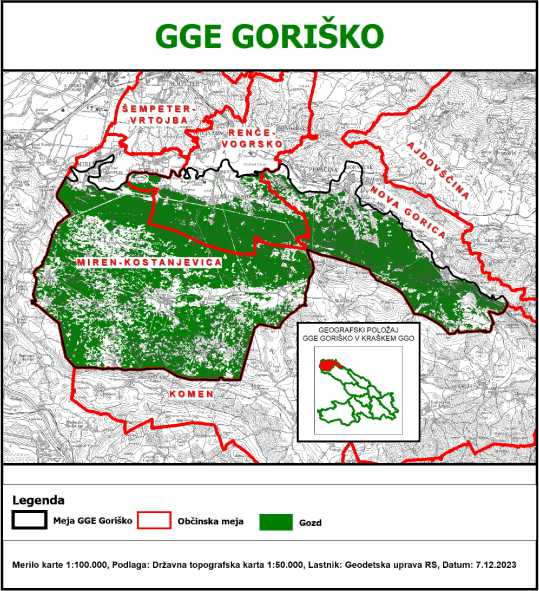 GGE GORIŠKO
ŠEMPETER-
VRTOJBA
RENČE-
VOGRSKO
AJDOVŠČINA
NOVA GORICA
MIREN-KOSTANJEVICA
KOMEN
GEOGRAFSKI POLOŽAJ
GGE GORIŠKO V KRAŠKEM GGO
Legenda
Meja GGE Goriško
Občinska meja
Gozd
Merilo karte 1:100.000, Podlaga: Državna topografska karta 1:50.000, Lastnik: Geodetska uprava RS, Datum: 7.12.2023